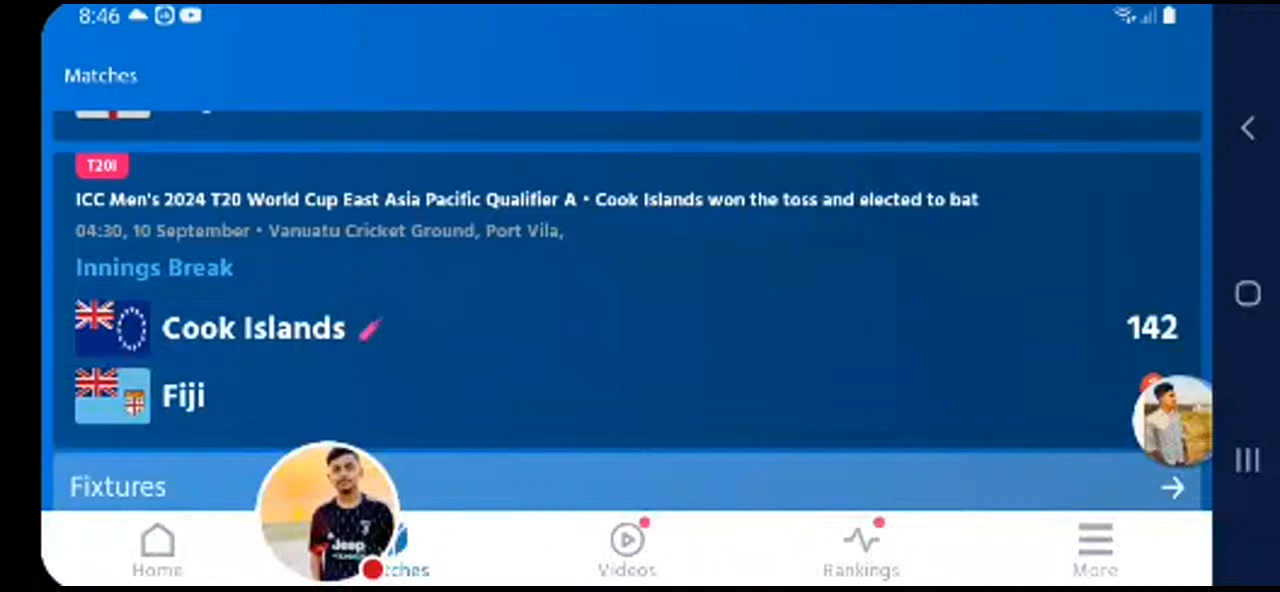 8:46
Matches
T20I
ICC Men's 2024 T20 World Cup East Asia Pacific Qualifier A • Cook Islands won the toss and elected to bat
04:30, 10 September • Vanuatu Cricket Ground, Port Vila,
Innings Break
Cook Islands 142
Fiji
Fixtures
Jeep
Home tches Videos Rankings More